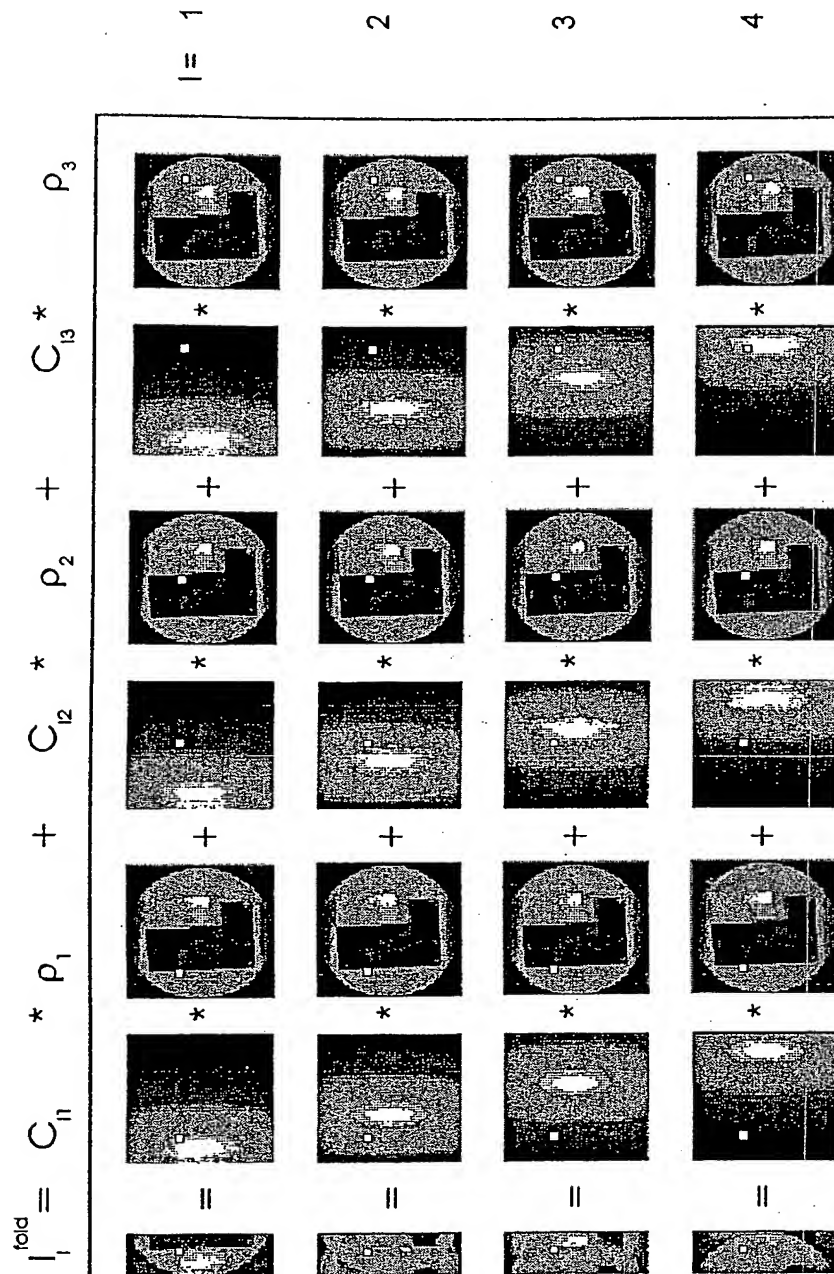 I_l^fold = C_l1 * ρ_1 + C_l2 * ρ_2 + C_l3 * ρ_3
= * + * + * l = 1
= * + * + * 2
= * + * + * 3
= * + * + * 4